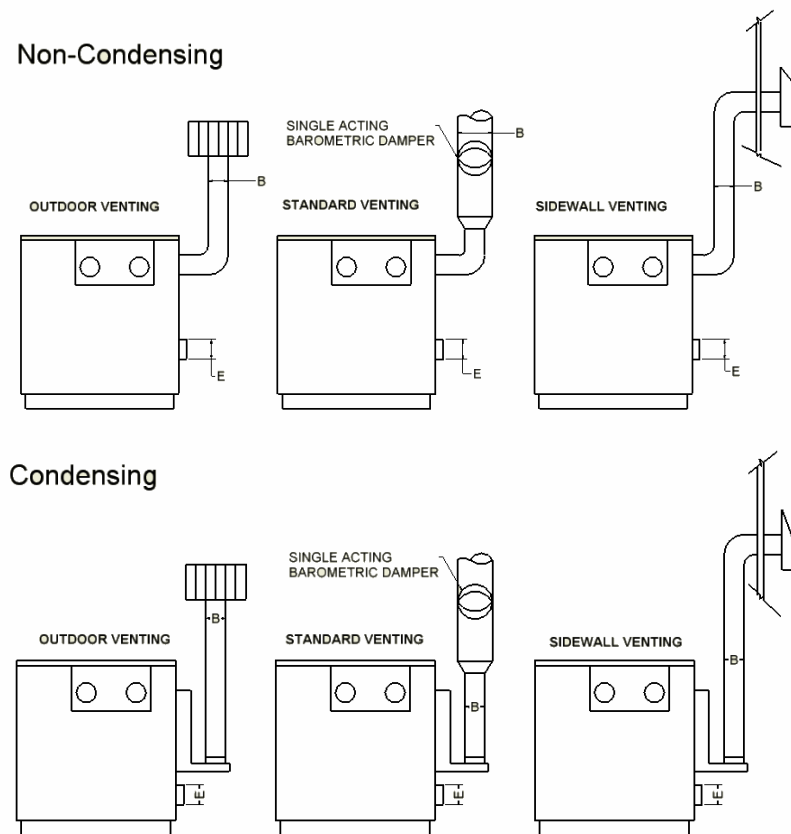 Non-Condensing
SINGLE ACTING
BAROMETRIC DAMPER
B
B
B
OUTDOOR VENTING
STANDARD VENTING
SIDEWALL VENTING
E
E
E
Condensing
SINGLE ACTING
BAROMETRIC DAMPER
B
OUTDOOR VENTING
STANDARD VENTING
SIDEWALL VENTING
B
B
E
E
E